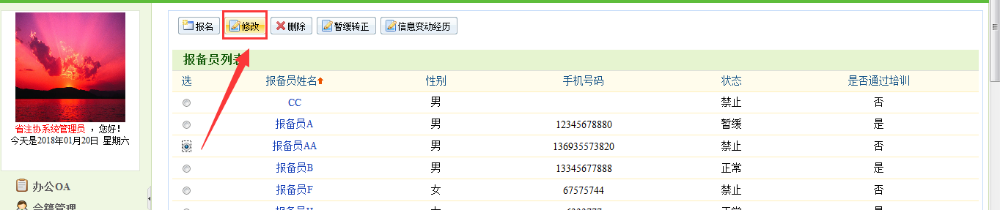 报名 修改 删除 暂缓转正 信息变动经历
报备员列表
选 报备员姓名 性别 手机号码 状态 是否通过培训
CC 男 禁止 否
报备员A 男 12345678880 暂缓 是
报备员AA 男 136935573820 禁止 否
报备员B 男 13345677888 正常 是
报备员F 女 67575744 禁止 否
省注协系统管理员 ，您好！
今天是2018年01月20日 星期六
办公OA
会籍管理